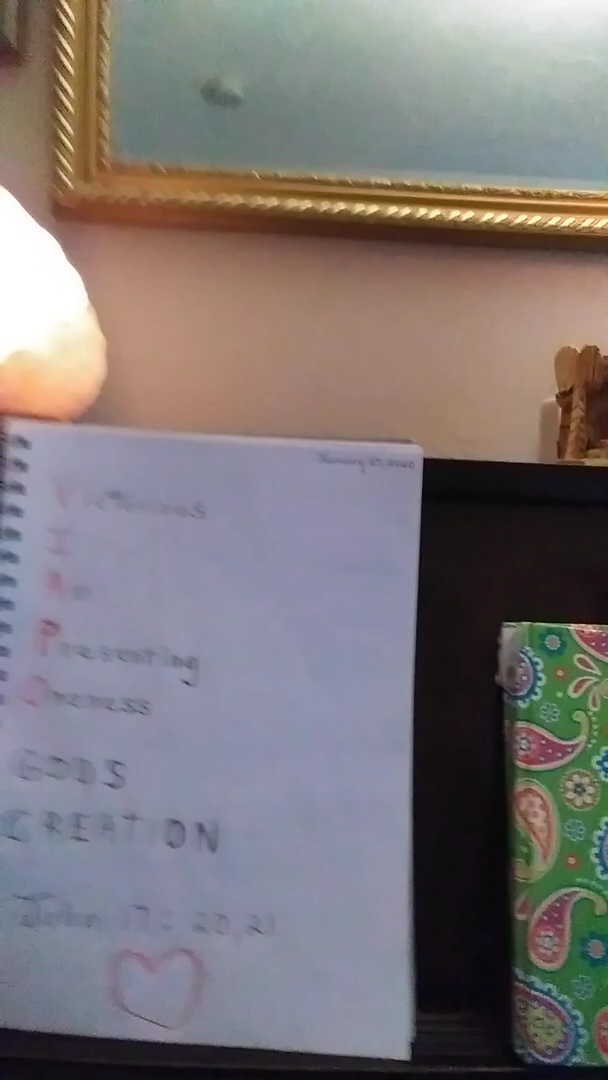 Victorious
I
Am
Presenting
Oneness
GODS
CREATION
John 17: 20,21